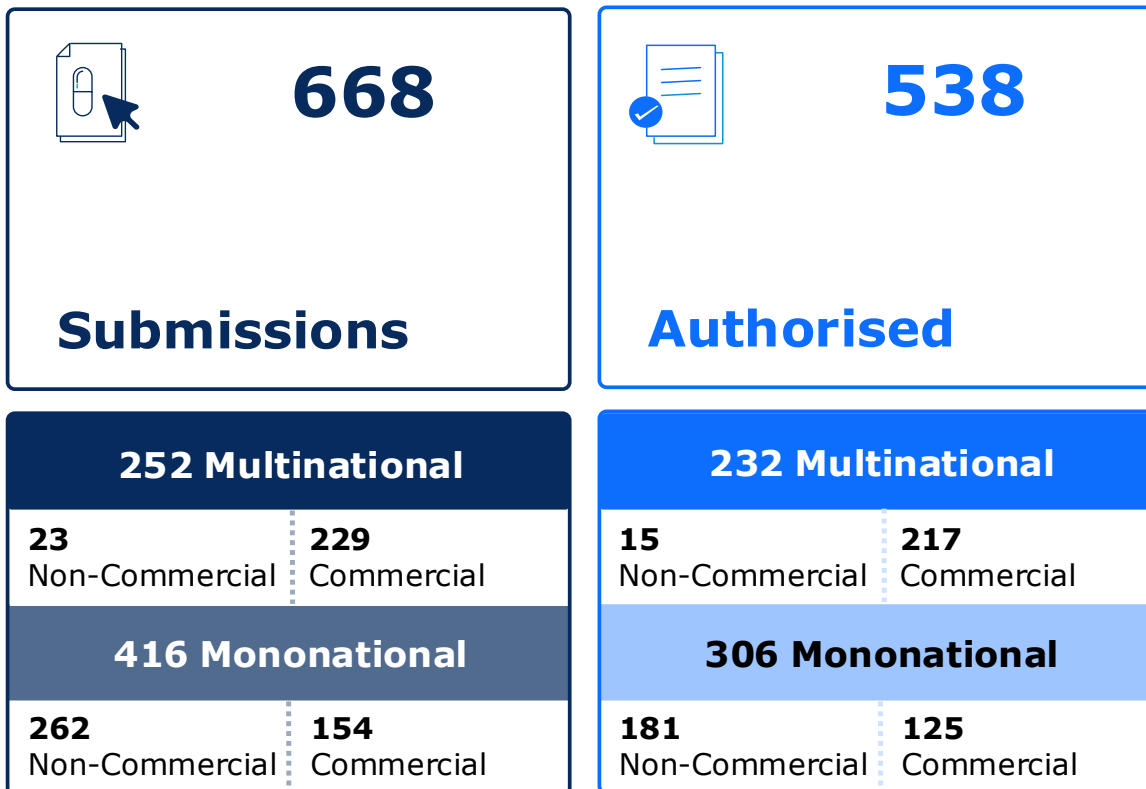 668
Submissions
252 Multinational
23
Non-Commercial
229
Commercial
416 Mononational
262
Non-Commercial
154
Commercial
538
Authorised
232 Multinational
15
Non-Commercial
217
Commercial
306 Mononational
181
Non-Commercial
125
Commercial